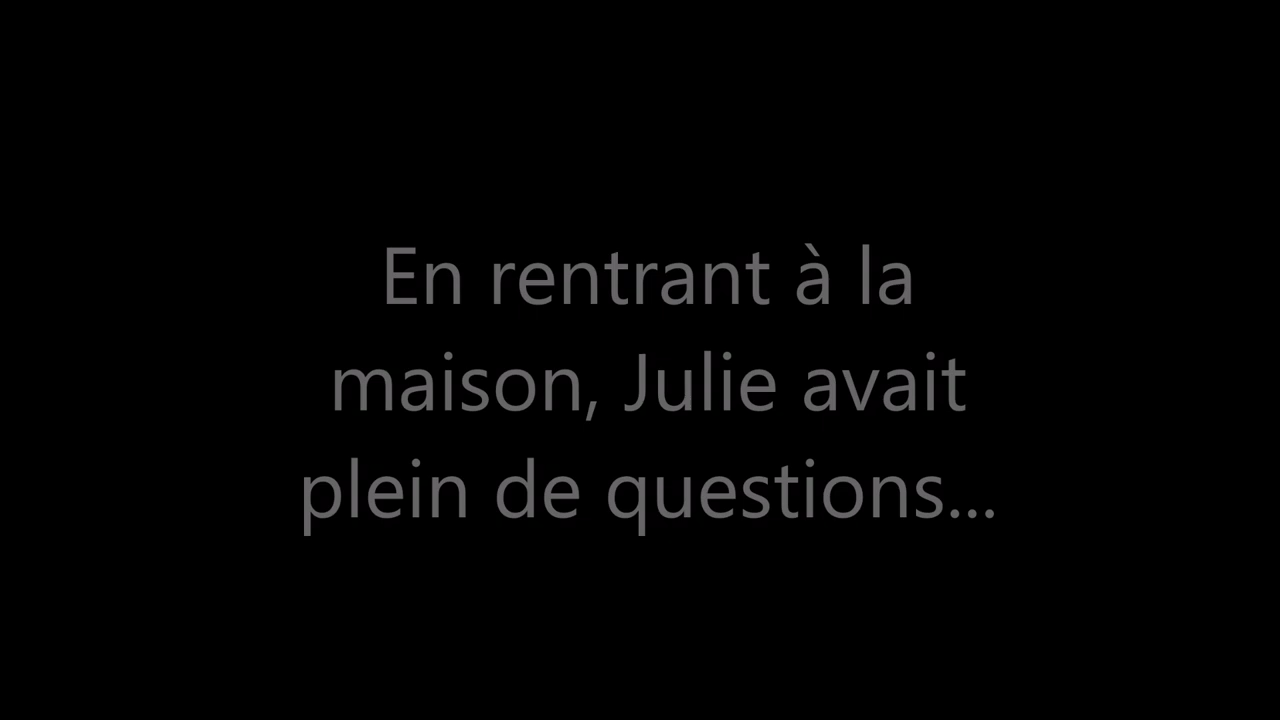 En rentrant à la
maison, Julie avait
plein de questions...